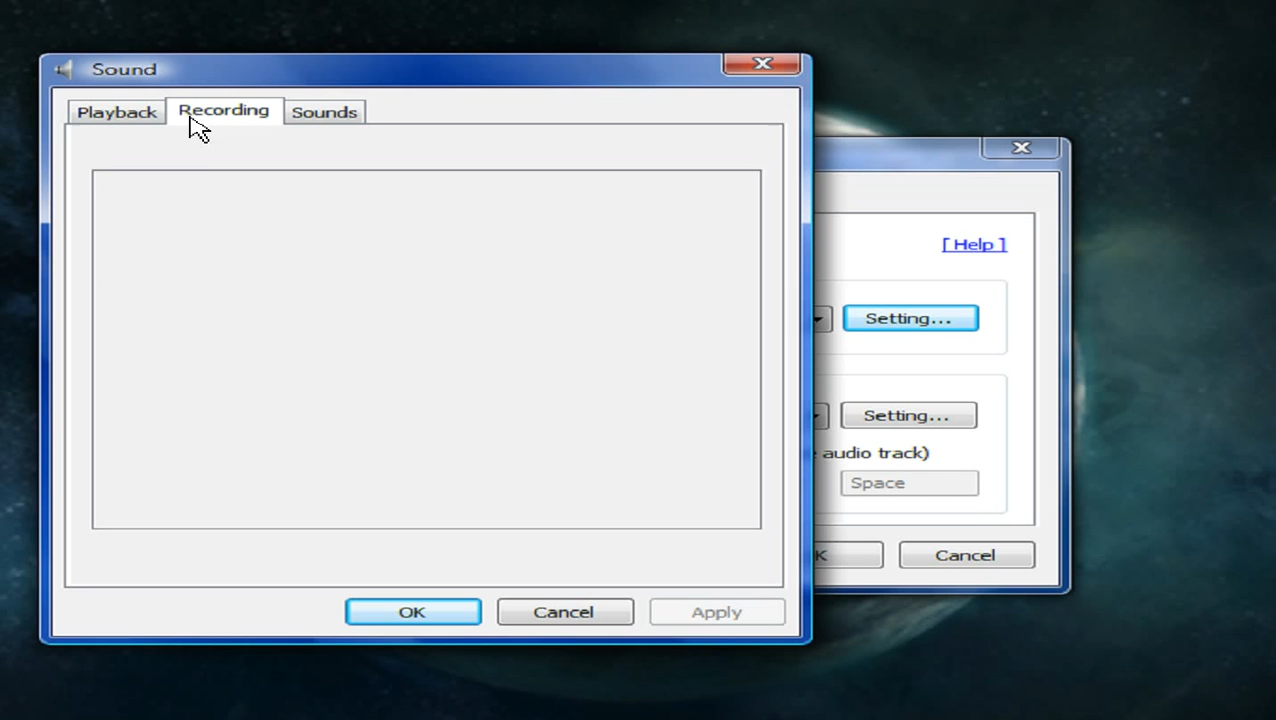 Sound
Playback
Recording
Sounds
[ Help ]
Setting...
Setting...
audio track)
Space
K
Cancel
OK
Cancel
Apply